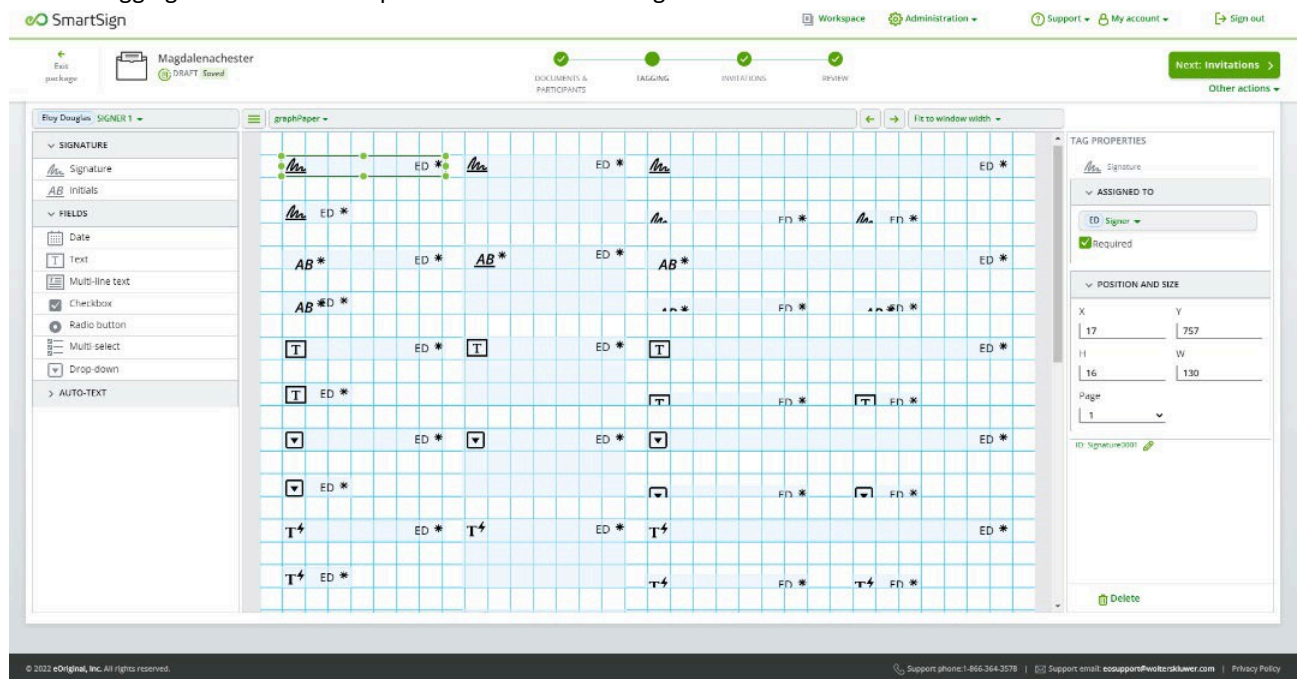 SmartSign
Workspace
Administration
Support
My account
Sign out
Exit package
Magdalenachester
DRAFT Saved
DOCUMENTS & PARTICIPANTS
TAGGING
INVITATIONS
REVIEW
Next: Invitations
Other actions
Eloy Douglas SIGNER 1
graphPaper
Fit to window width
SIGNATURE
Signature
AB Initials
FIELDS
Date
T Text
Multi-line text
Checkbox
Radio button
Multi-select
Drop-down
AUTO-TEXT
ED * ED * ED *
ED * ED * ED *
AB * ED * AB * ED * AB * ED *
AB * ED * ED * ED *
T ED * T ED * T ED *
T ED * T ED * T ED *
ED * ED * ED *
ED * ED * ED *
T ED * T ED * T ED *
T ED * T ED * T ED *
TAG PROPERTIES
Signature
ASSIGNED TO
ED Signer
Required
POSITION AND SIZE
X Y
17 757
H W
16 130
Page
1
ID: Signature0001
Delete
© 2022 eOriginal, Inc. All rights reserved.
Support phone:1-866-364-3578 | Support email: eosupport@wolterskluwer.com | Privacy Policy